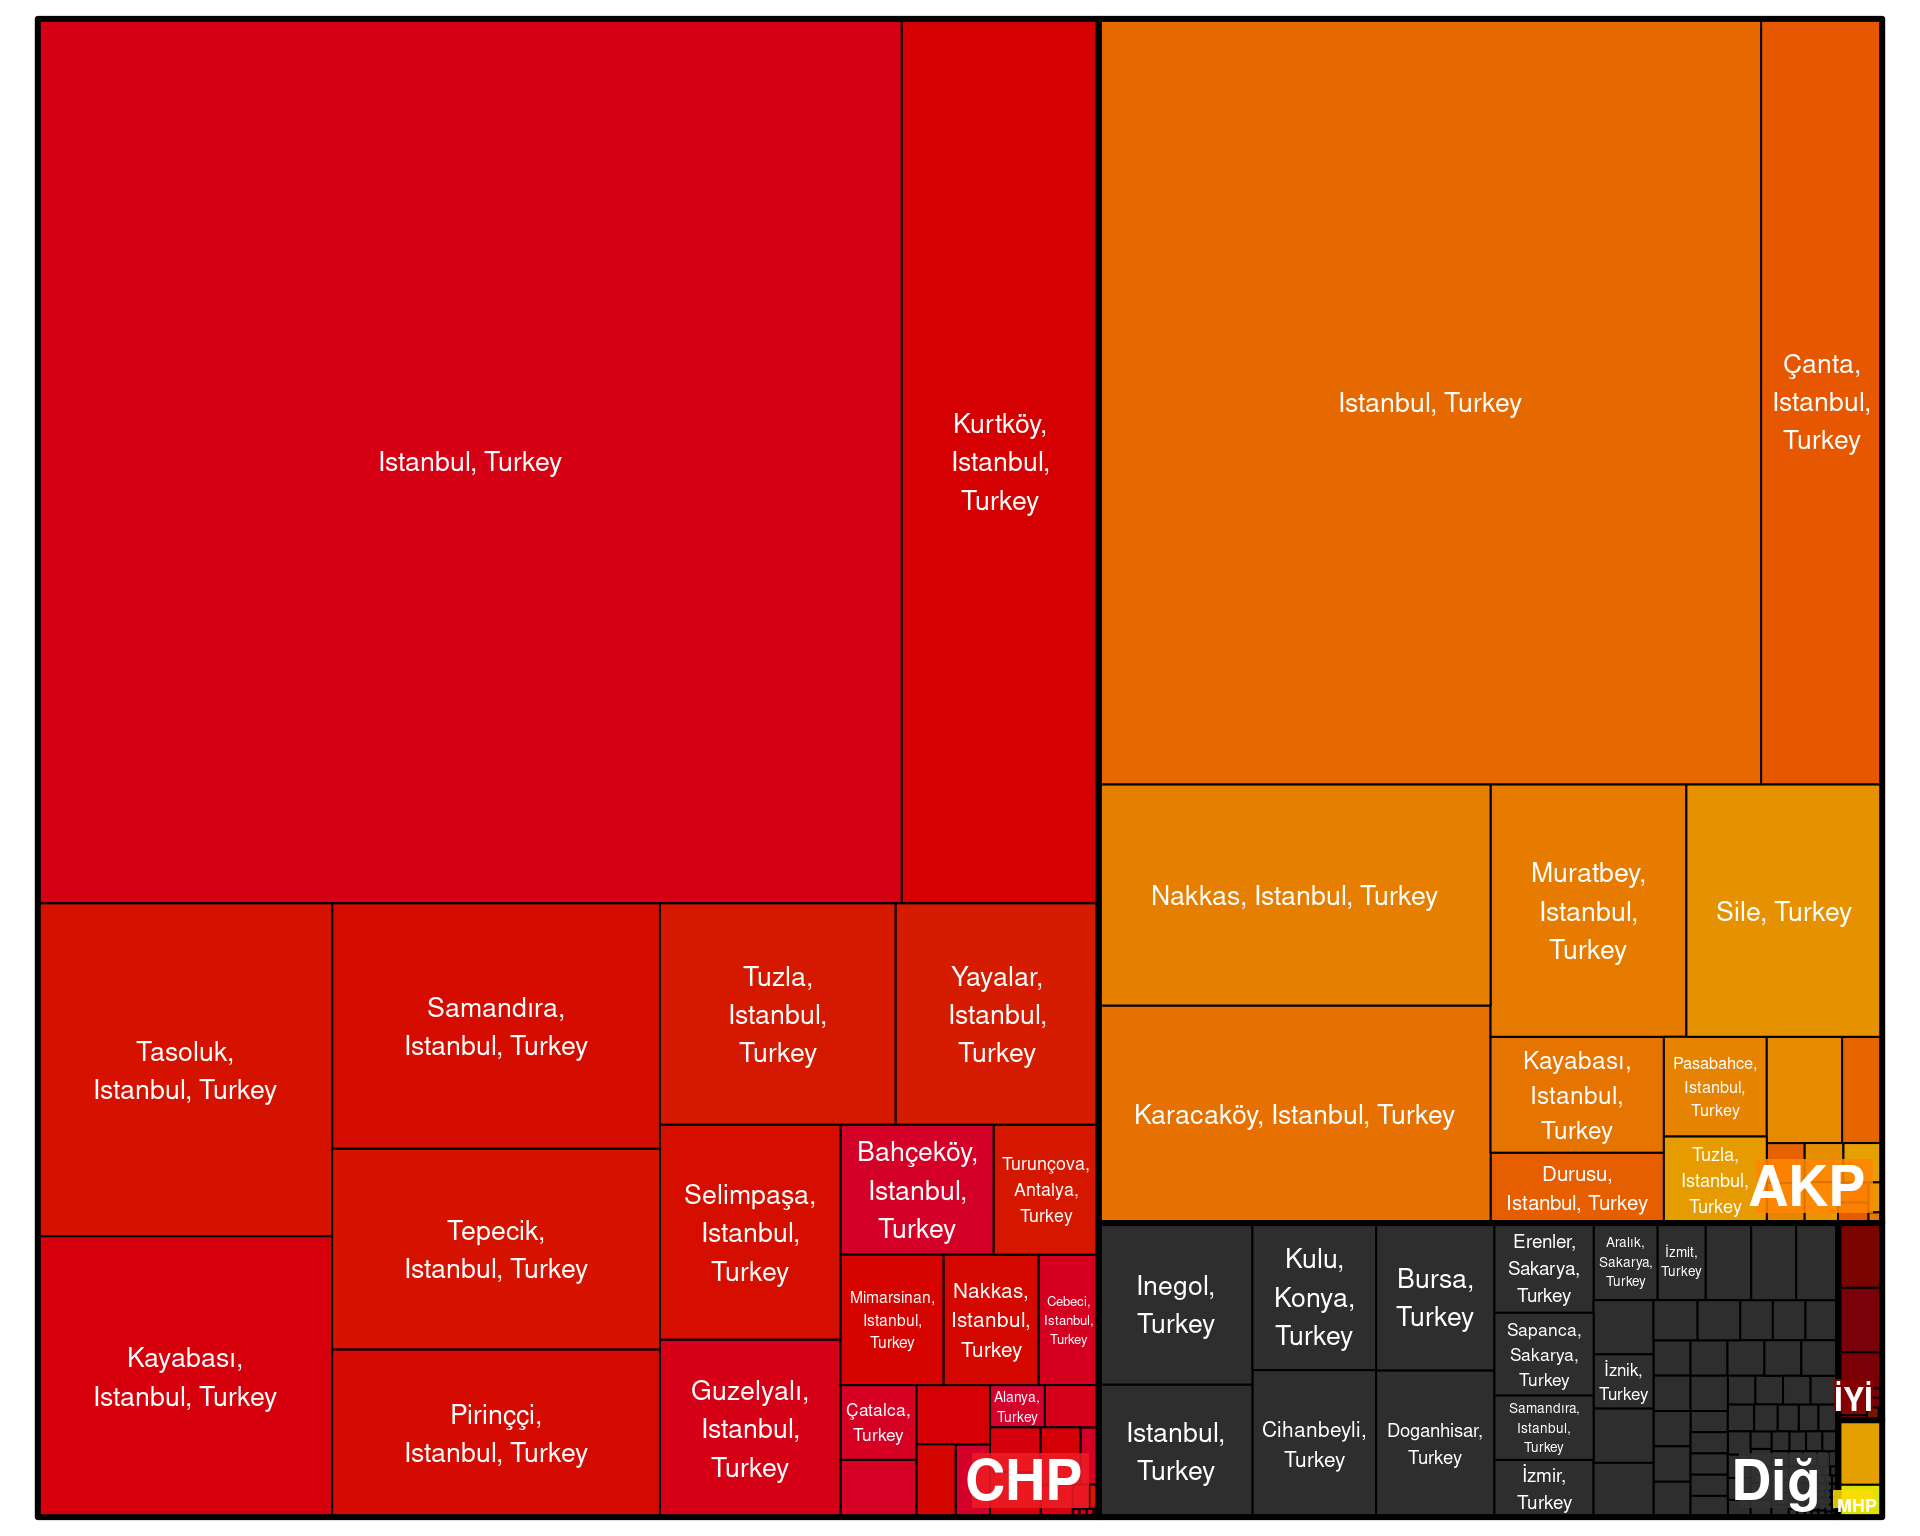 Istanbul, Turkey
Kurtköy,
Istanbul,
Turkey
Tasoluk,
Istanbul, Turkey
Kayabası,
Istanbul, Turkey
Samandıra,
Istanbul, Turkey
Tepecik,
Istanbul, Turkey
Pirinççi,
Istanbul, Turkey
Tuzla,
Istanbul,
Turkey
Yayalar,
Istanbul,
Turkey
Selimpaşa,
Istanbul,
Turkey
Guzelyalı,
Istanbul,
Turkey
Bahçeköy,
Istanbul,
Turkey
Turunçova,
Antalya,
Turkey
Mimarsinan,
Istanbul,
Turkey
Nakkas,
Istanbul,
Turkey
Cebeci,
Istanbul,
Turkey
Çatalca,
Turkey
Alanya,
Turkey
CHP
Istanbul, Turkey
Çanta,
Istanbul,
Turkey
Nakkas, Istanbul, Turkey
Karacaköy, Istanbul, Turkey
Muratbey,
Istanbul,
Turkey
Sile, Turkey
Kayabası,
Istanbul,
Turkey
Durusu,
Istanbul, Turkey
Pasabahce,
Istanbul,
Turkey
Tuzla,
Istanbul,
Turkey
AKP
Inegol,
Turkey
Istanbul,
Turkey
Kulu,
Konya,
Turkey
Cihanbeyli,
Turkey
Bursa,
Turkey
Doganhisar,
Turkey
Erenler,
Sakarya,
Turkey
Sapanca,
Sakarya,
Turkey
Samandıra,
Istanbul,
Turkey
İzmir,
Turkey
Aralık,
Sakarya,
Turkey
İzmit,
Turkey
İznik,
Turkey
Diğ
İYİ
MHP